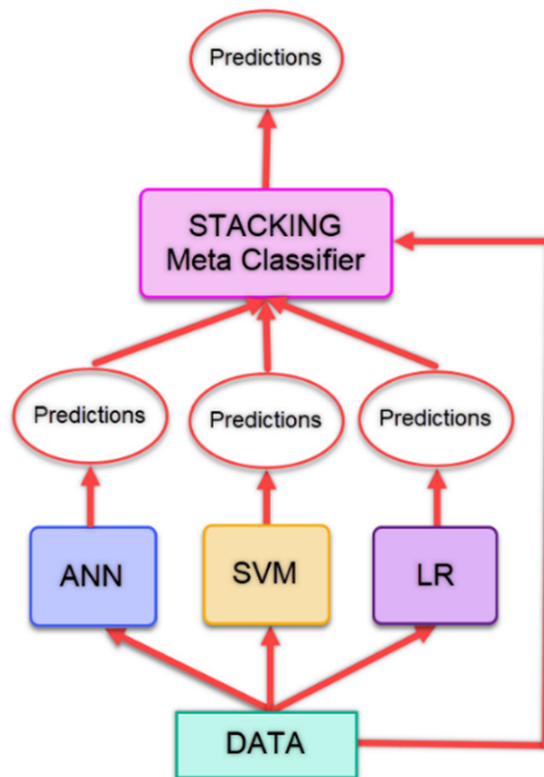 Predictions
STACKING
Meta Classifier
Predictions
Predictions
Predictions
ANN
SVM
LR
DATA